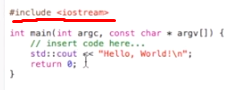 #include <iostream>
int main(int argc, const char * argv[]) {
// insert code here...
std::cout << "Hello, World!\n";
return 0;
}